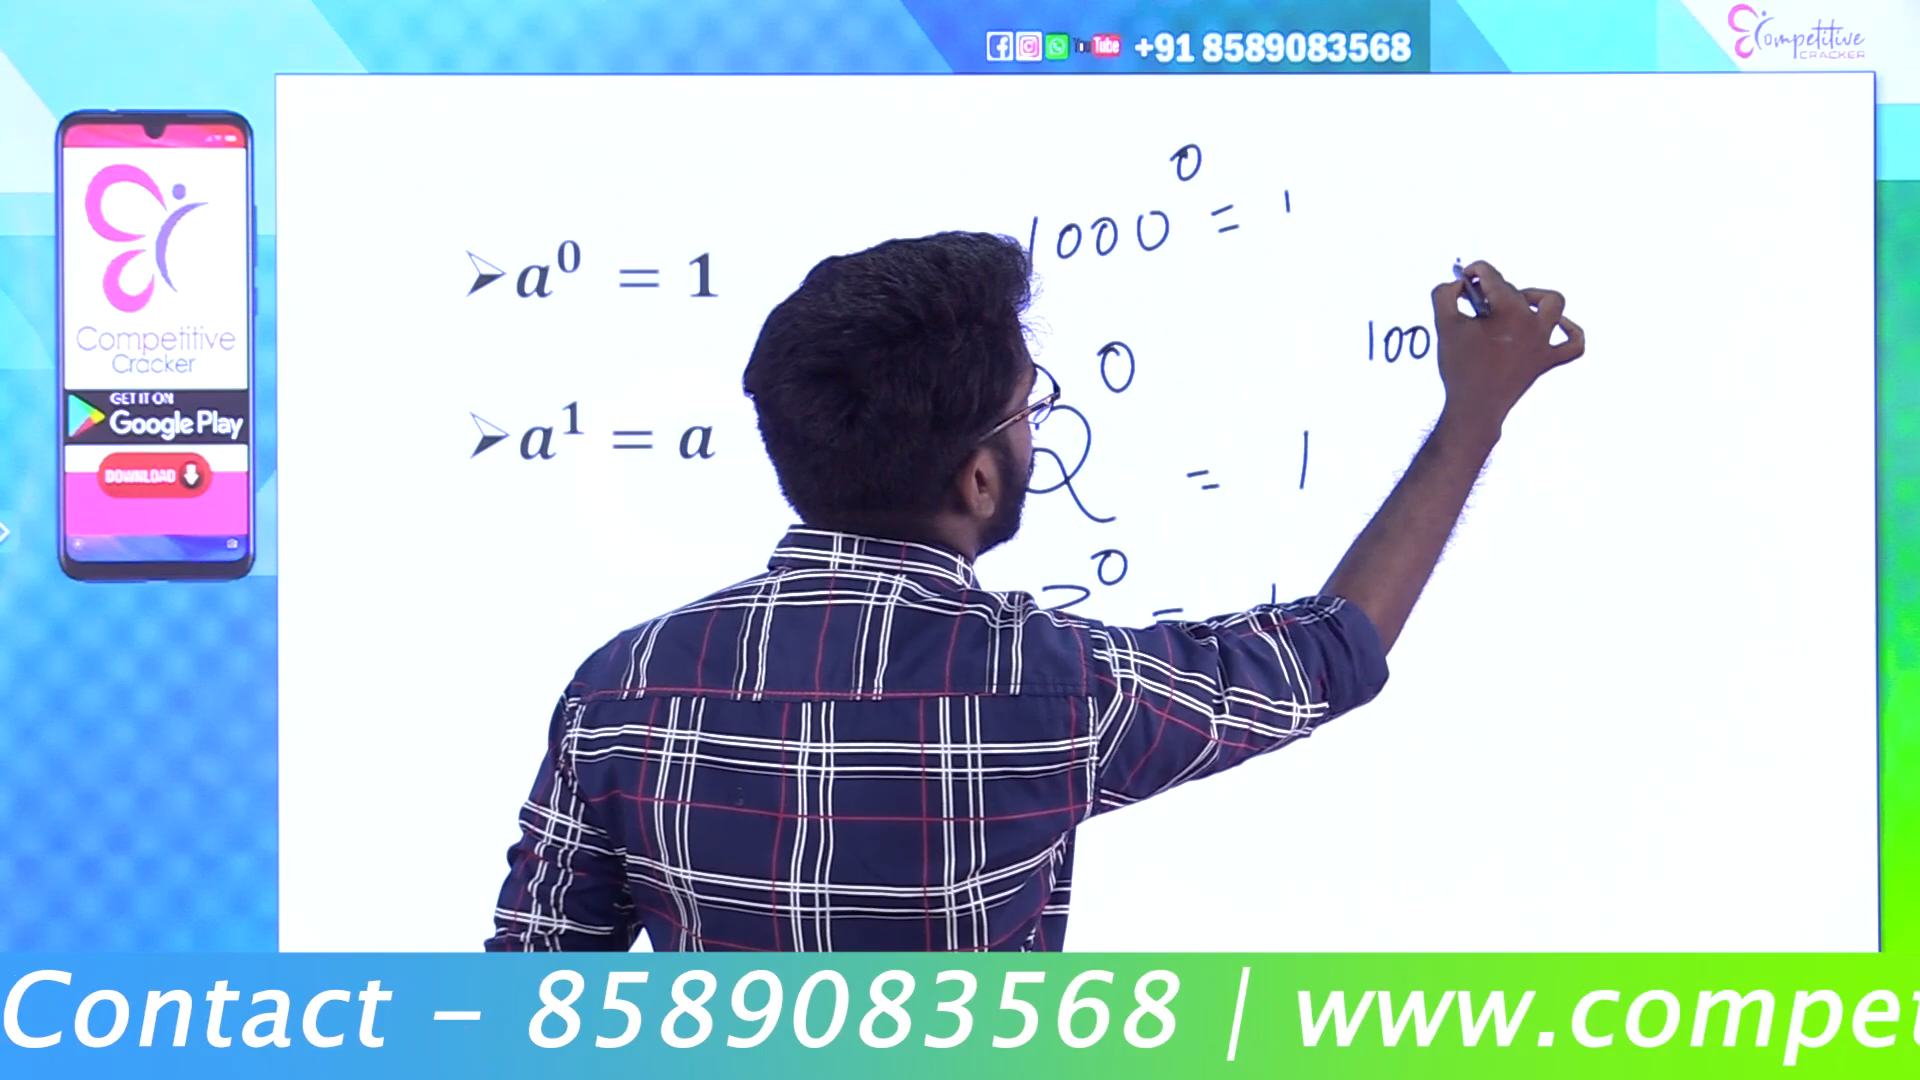 YouTube +91 8589083568
Competitive
CRACKER
Competitive
Cracker
GET IT ON
Google Play
DOWNLOAD
➢a⁰ = 1
➢a¹ = a
1000⁰ = 1
0
= 1
0
=
100
Contact – 8589083568 | www.compet